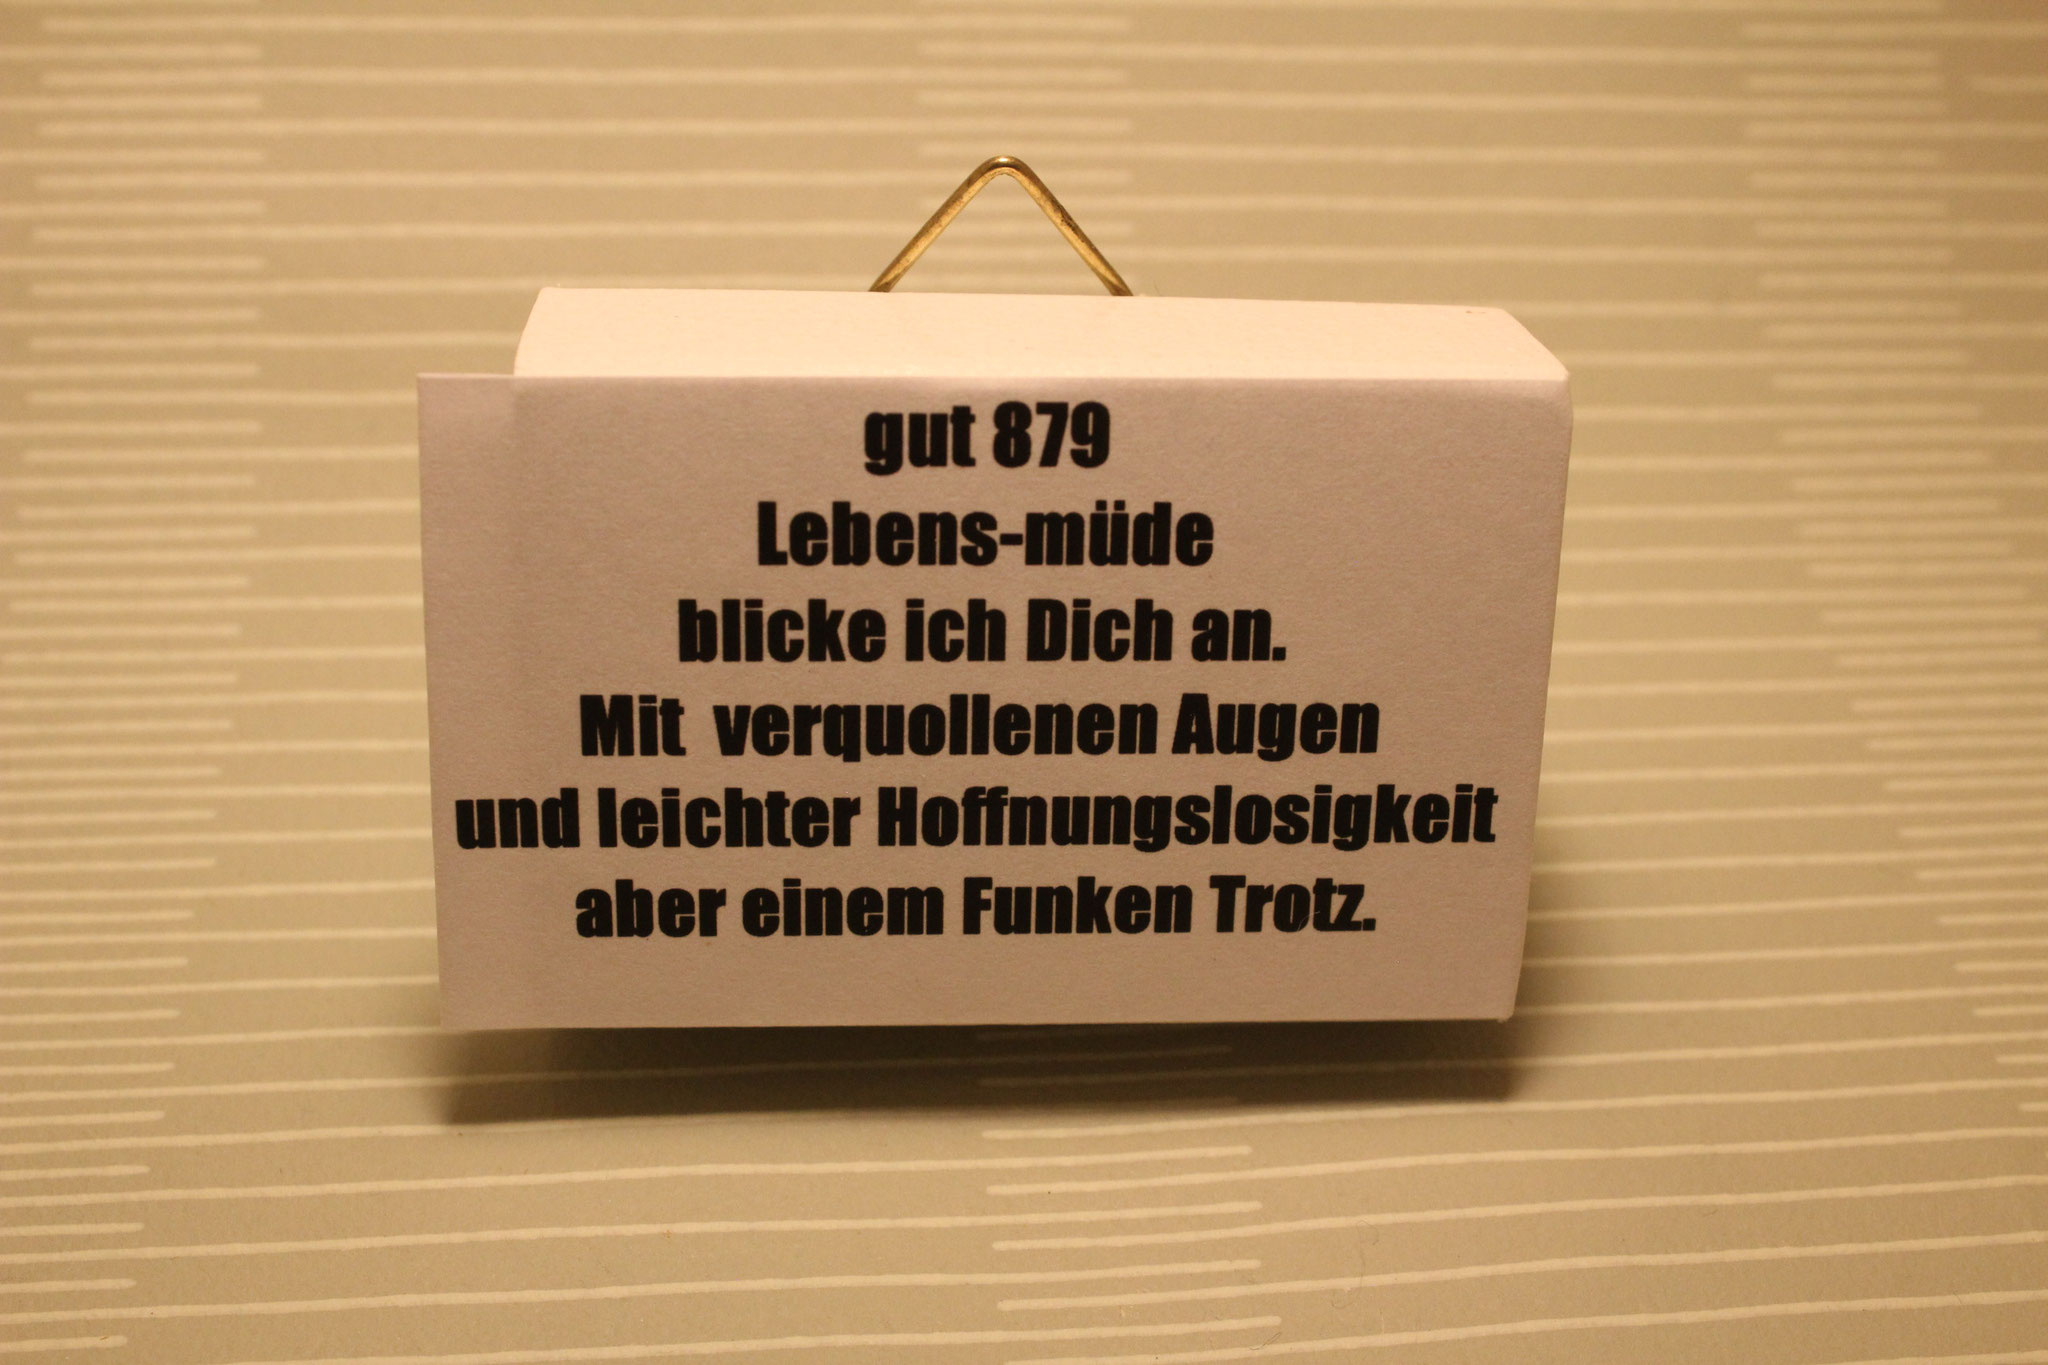 gut 879
Lebens-müde
blicke ich Dich an.
Mit verquollenen Augen
und leichter Hoffnungslosigkeit
aber einem Funken Trotz.